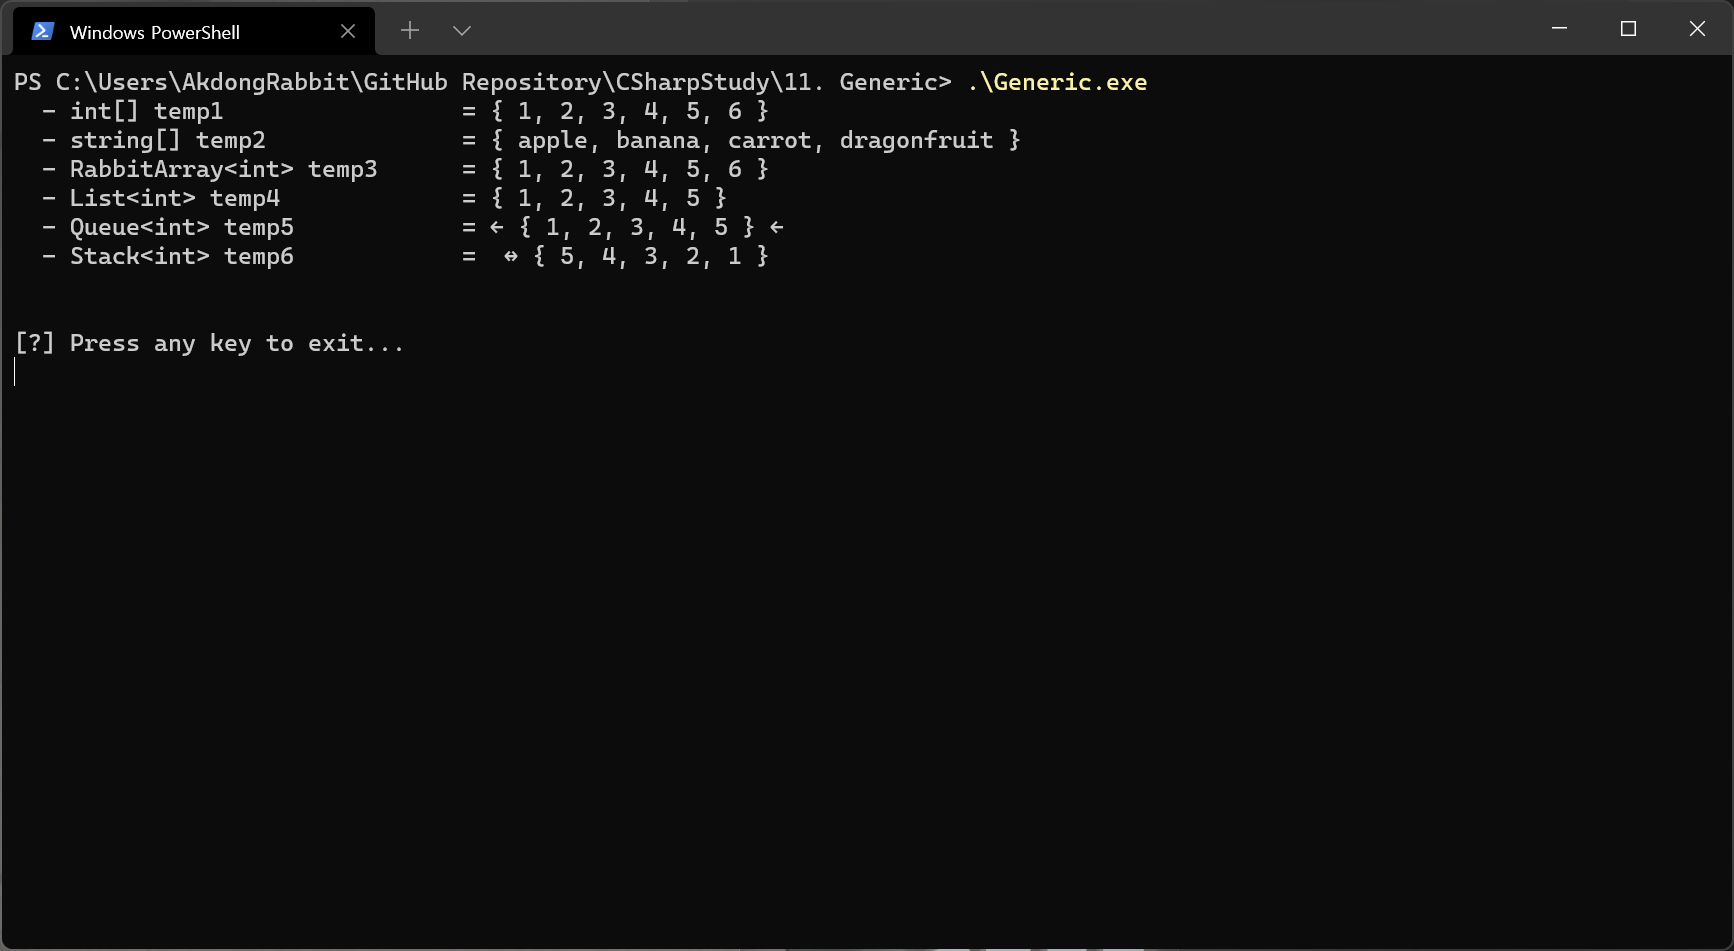 Windows PowerShell
PS C:\Users\AkdongRabbit\GitHub Repository\CSharpStudy\11. Generic> .\Generic.exe
  - int[] temp1                 = { 1, 2, 3, 4, 5, 6 }
  - string[] temp2              = { apple, banana, carrot, dragonfruit }
  - RabbitArray<int> temp3      = { 1, 2, 3, 4, 5, 6 }
  - List<int> temp4             = { 1, 2, 3, 4, 5 }
  - Queue<int> temp5            = ← { 1, 2, 3, 4, 5 } ←
  - Stack<int> temp6            =  ↔ { 5, 4, 3, 2, 1 }
[?] Press any key to exit...